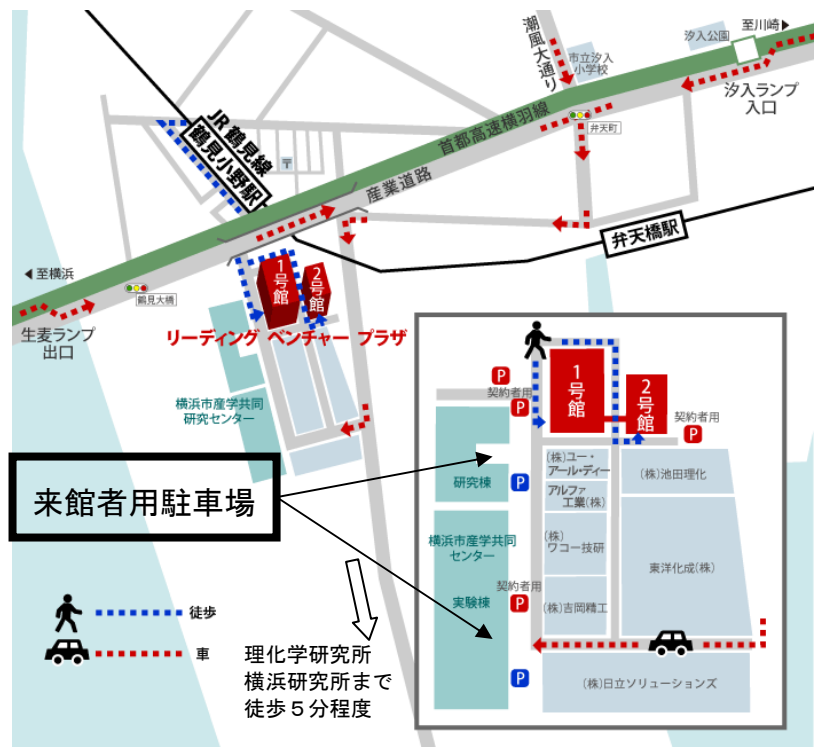 至川崎
潮風大通り
市立汐入
小学校
汐入公園
汐入ランプ
入口
首都高速横羽線
弁天町
JR 鶴見線
鶴見小野駅
〒
産業道路
弁天橋駅
至横浜
鶴見大橋
生麦ランプ
出口
1号館
2号館
リーディング ベンチャー プラザ
横浜市産学共同
研究センター
来館者用駐車場
徒歩
車
理化学研究所
横浜研究所まで
徒歩5分程度
P
契約者用
P
1号館
2号館
契約者用
P
研究棟
P
(株)ユー・
アール・ディー
アルファ
工業(株)
(株)池田理化
横浜市産学共同
センター
(株)
ワコー技研
東洋化成(株)
契約者用
実験棟
P
(株)吉岡精工
P
(株)日立ソリューションズ